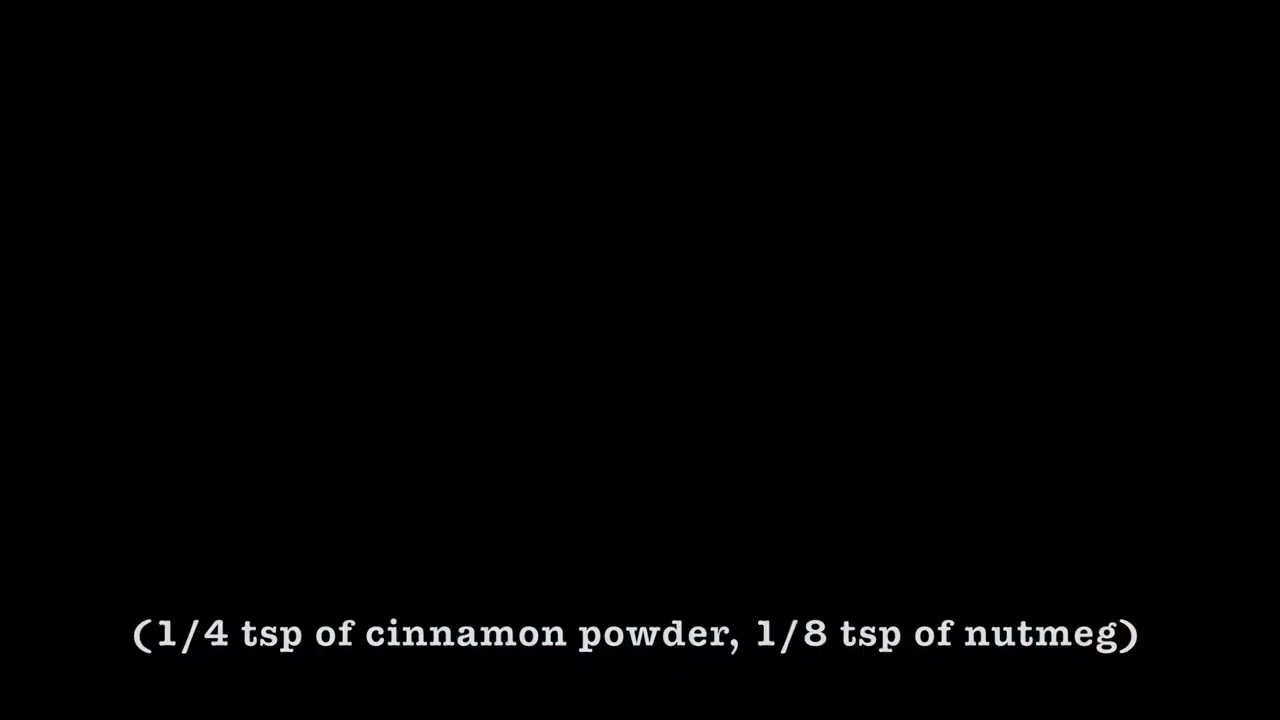 (1/4 tsp of cinnamon powder, 1/8 tsp of nutmeg)